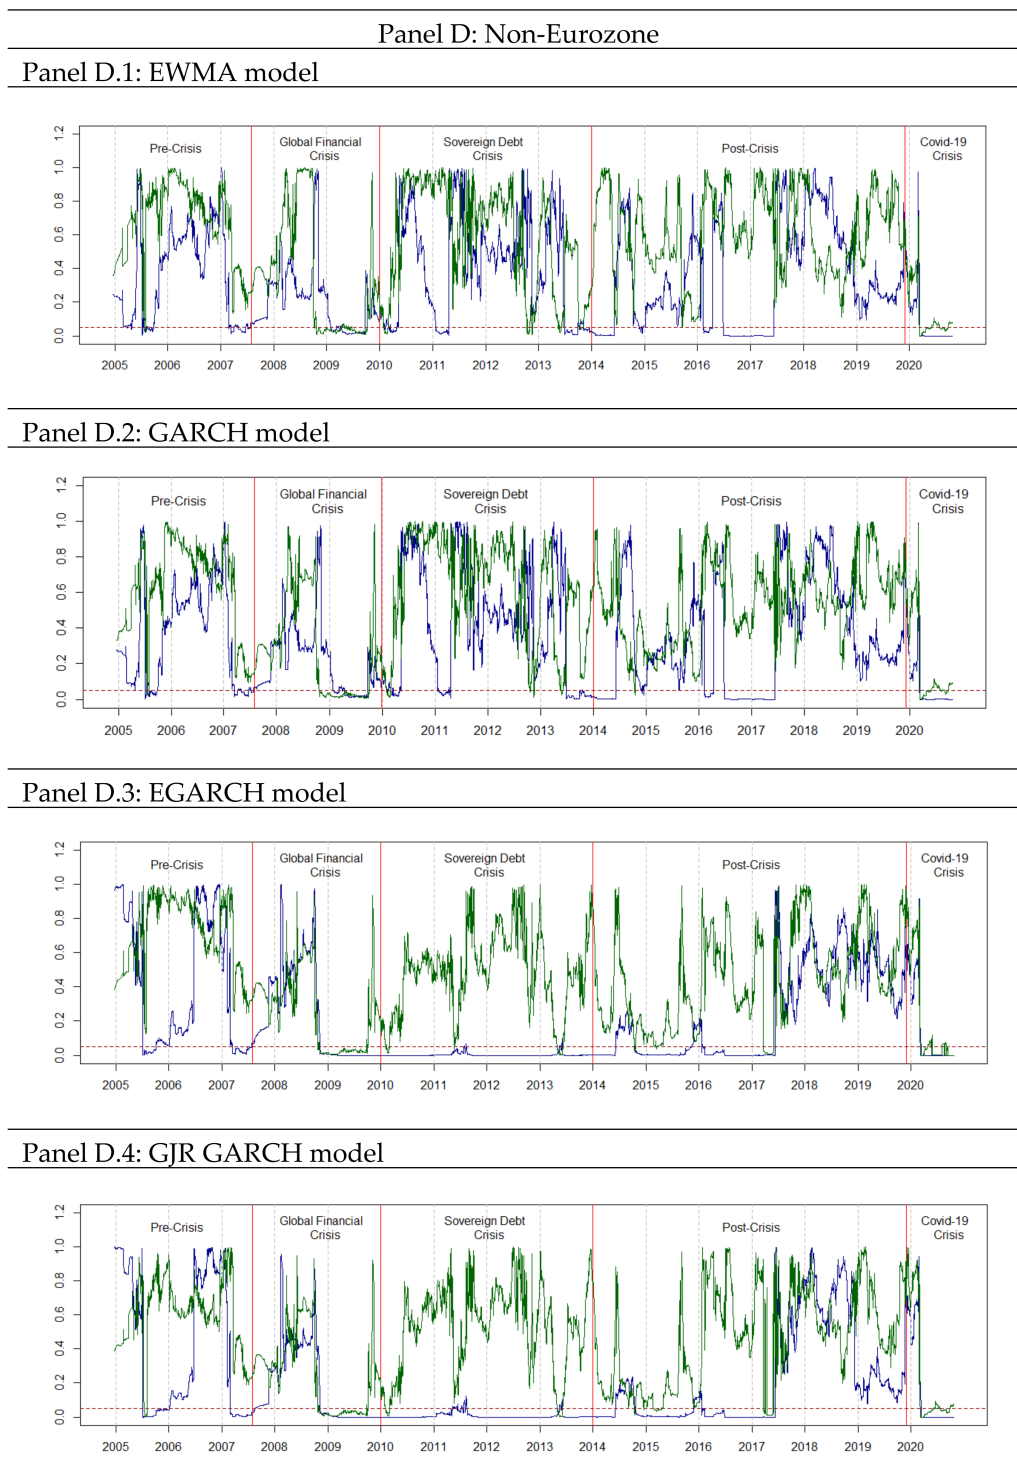 Panel D: Non-Eurozone
Panel D.1: EWMA model
1.2
1.0
0.8
0.6
0.4
0.2
0.0
Pre-Crisis
Global Financial
Crisis
Sovereign Debt
Crisis
Post-Crisis
Covid-19
Crisis
2005 2006 2007 2008 2009 2010 2011 2012 2013 2014 2015 2016 2017 2018 2019 2020
Panel D.2: GARCH model
1.2
1.0
0.8
0.6
0.4
0.2
0.0
Pre-Crisis
Global Financial
Crisis
Sovereign Debt
Crisis
Post-Crisis
Covid-19
Crisis
2005 2006 2007 2008 2009 2010 2011 2012 2013 2014 2015 2016 2017 2018 2019 2020
Panel D.3: EGARCH model
1.2
1.0
0.8
0.6
0.4
0.2
0.0
Pre-Crisis
Global Financial
Crisis
Sovereign Debt
Crisis
Post-Crisis
Covid-19
Crisis
2005 2006 2007 2008 2009 2010 2011 2012 2013 2014 2015 2016 2017 2018 2019 2020
Panel D.4: GJR GARCH model
1.2
1.0
0.8
0.6
0.4
0.2
0.0
Pre-Crisis
Global Financial
Crisis
Sovereign Debt
Crisis
Post-Crisis
Covid-19
Crisis
2005 2006 2007 2008 2009 2010 2011 2012 2013 2014 2015 2016 2017 2018 2019 2020